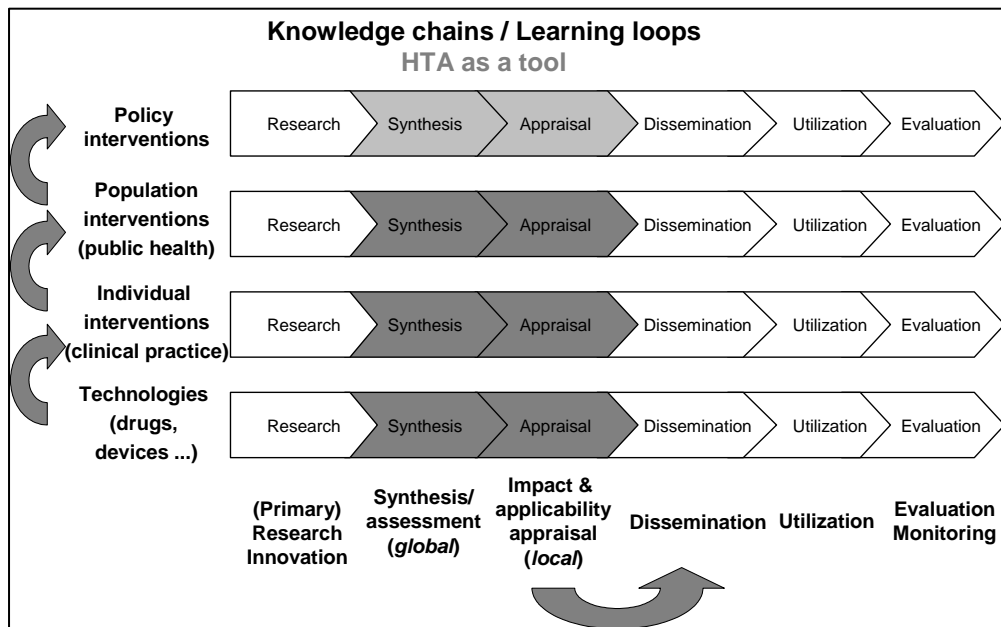 Knowledge chains / Learning loops
HTA as a tool
Policy
interventions
Research Synthesis Appraisal Dissemination Utilization Evaluation
Population
interventions
(public health)
Research Synthesis Appraisal Dissemination Utilization Evaluation
Individual
interventions
(clinical practice)
Research Synthesis Appraisal Dissemination Utilization Evaluation
Technologies
(drugs,
devices ...)
Research Synthesis Appraisal Dissemination Utilization Evaluation
(Primary)
Research
Innovation
Synthesis/
assessment
(global)
Impact &
applicability
appraisal
(local)
Dissemination
Utilization
Evaluation
Monitoring